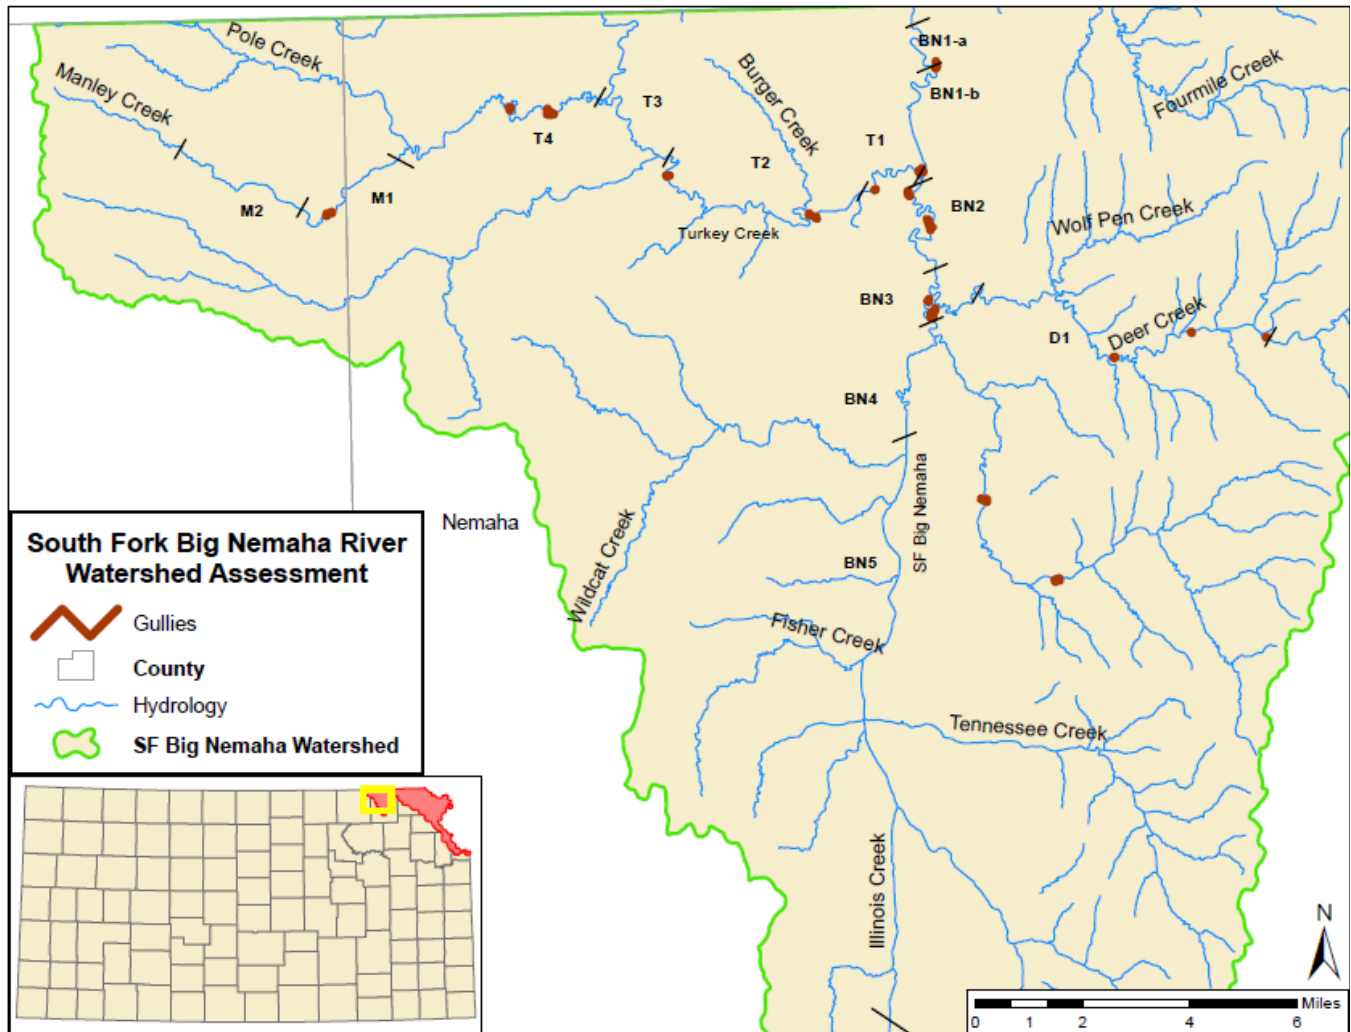 Pole Creek
Manley Creek
Burger Creek
BN1-a
BN1-b
Fourmile Creek
T3
T4
T1
T2
M1
M2
BN2
Wolf Pen Creek
Turkey Creek
BN3
D1
Deer Creek
BN4
SF Big Nemaha
Nemaha
Wildcat Creek
BN5
Fisher Creek
Tennessee Creek
Illinois Creek
South Fork Big Nemaha River
Watershed Assessment
Gullies
County
Hydrology
SF Big Nemaha Watershed
N
Miles
0 1 2 4 6